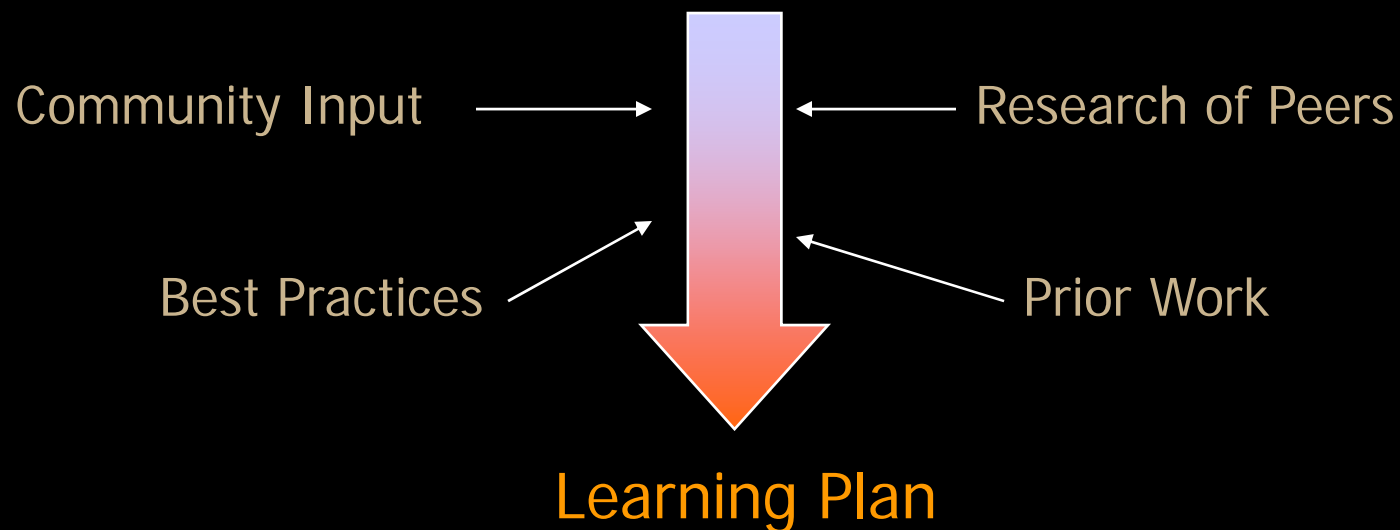 Community Input
Research of Peers
Best Practices
Prior Work
Learning Plan